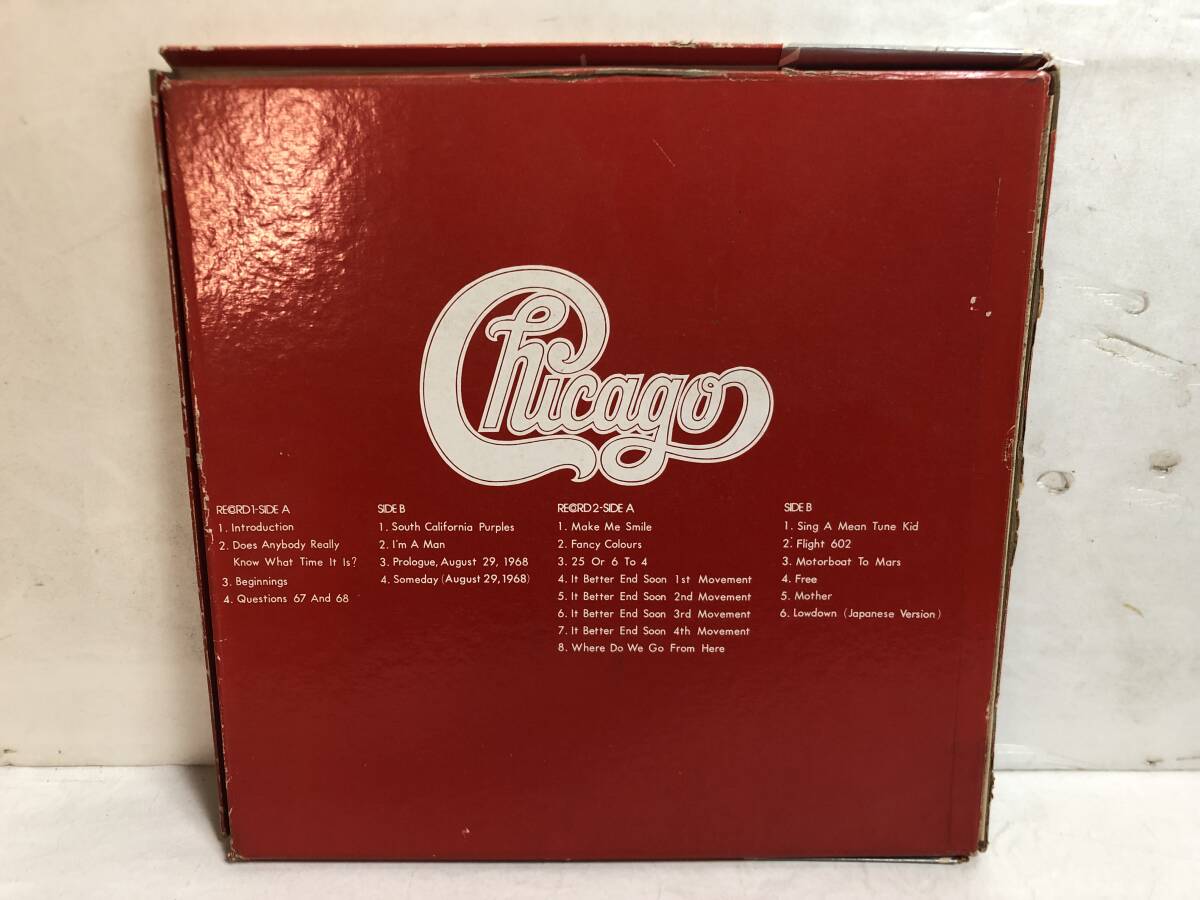 Chicago
RECORD 1-SIDE A
1. Introduction
2. Does Anybody Really
Know What Time It Is?
3. Beginnings
4. Questions 67 And 68
SIDE B
1. South California Purples
2. I'm A Man
3. Prologue, August 29, 1968
4. Someday (August 29, 1968)
RECORD 2-SIDE A
1. Make Me Smile
2. Fancy Colours
3. 25 Or 6 To 4
4. It Better End Soon 1st Movement
5. It Better End Soon 2nd Movement
6. It Better End Soon 3rd Movement
7. It Better End Soon 4th Movement
8. Where Do We Go From Here
SIDE B
1. Sing A Mean Tune Kid
2. Flight 602
3. Motorboat To Mars
4. Free
5. Mother
6. Lowdown (Japanese Version)